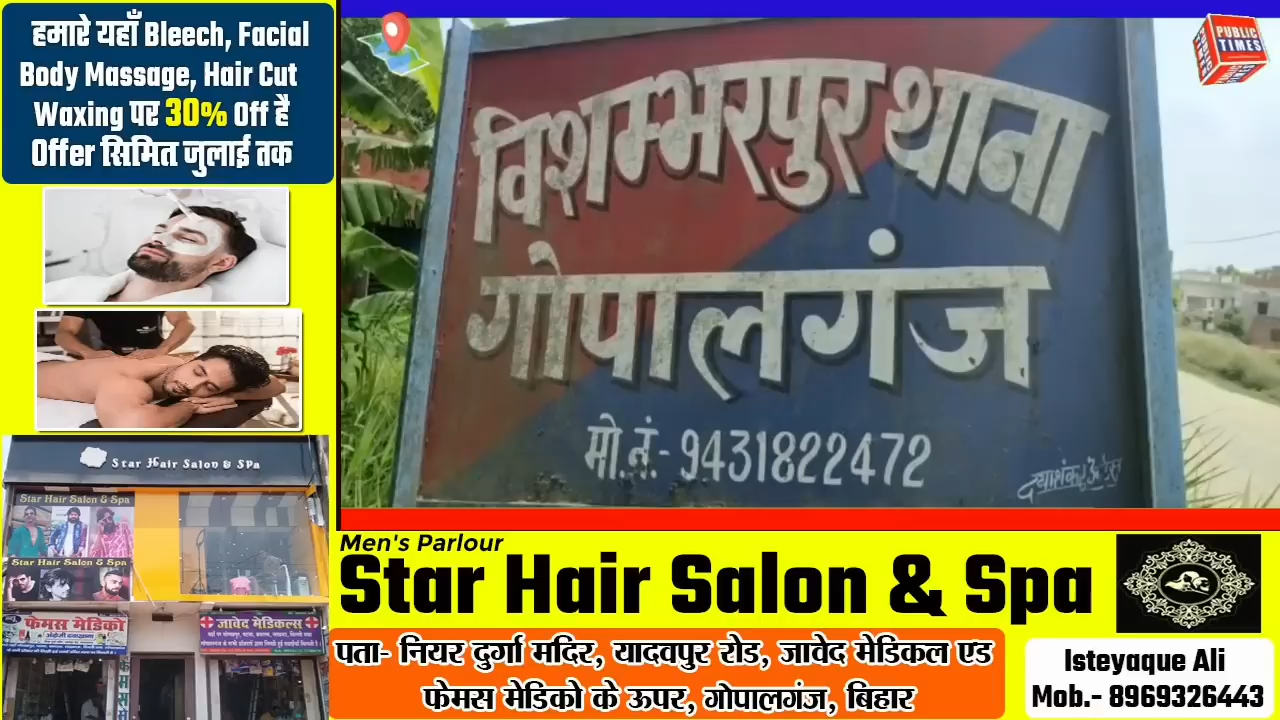 हमारे यहाँ Bleech, Facial
Body Massage, Hair Cut
Waxing पर 30% Off है
Offer सिमित जुलाई तक
PUBLIC
TIMES
विशम्भरपुर थाना
गोपालगंज
मो.नं.- 9431822472
Star Hair Salon & Spa
Star Hair Salon & Spa
Star Hair Salon & Spa
फेमस मेडिको
अंग्रेजी दवाखाना
जावेद मेडिकल्स
Men's Parlour
Star Hair Salon & Spa
पता- नियर दुर्गा मदिर, यादवपुर रोड, जावेद मेडिकल एंड
फेमस मेडिको के ऊपर, गोपालगंज, बिहार
Isteyaque Ali
Mob.- 8969326443